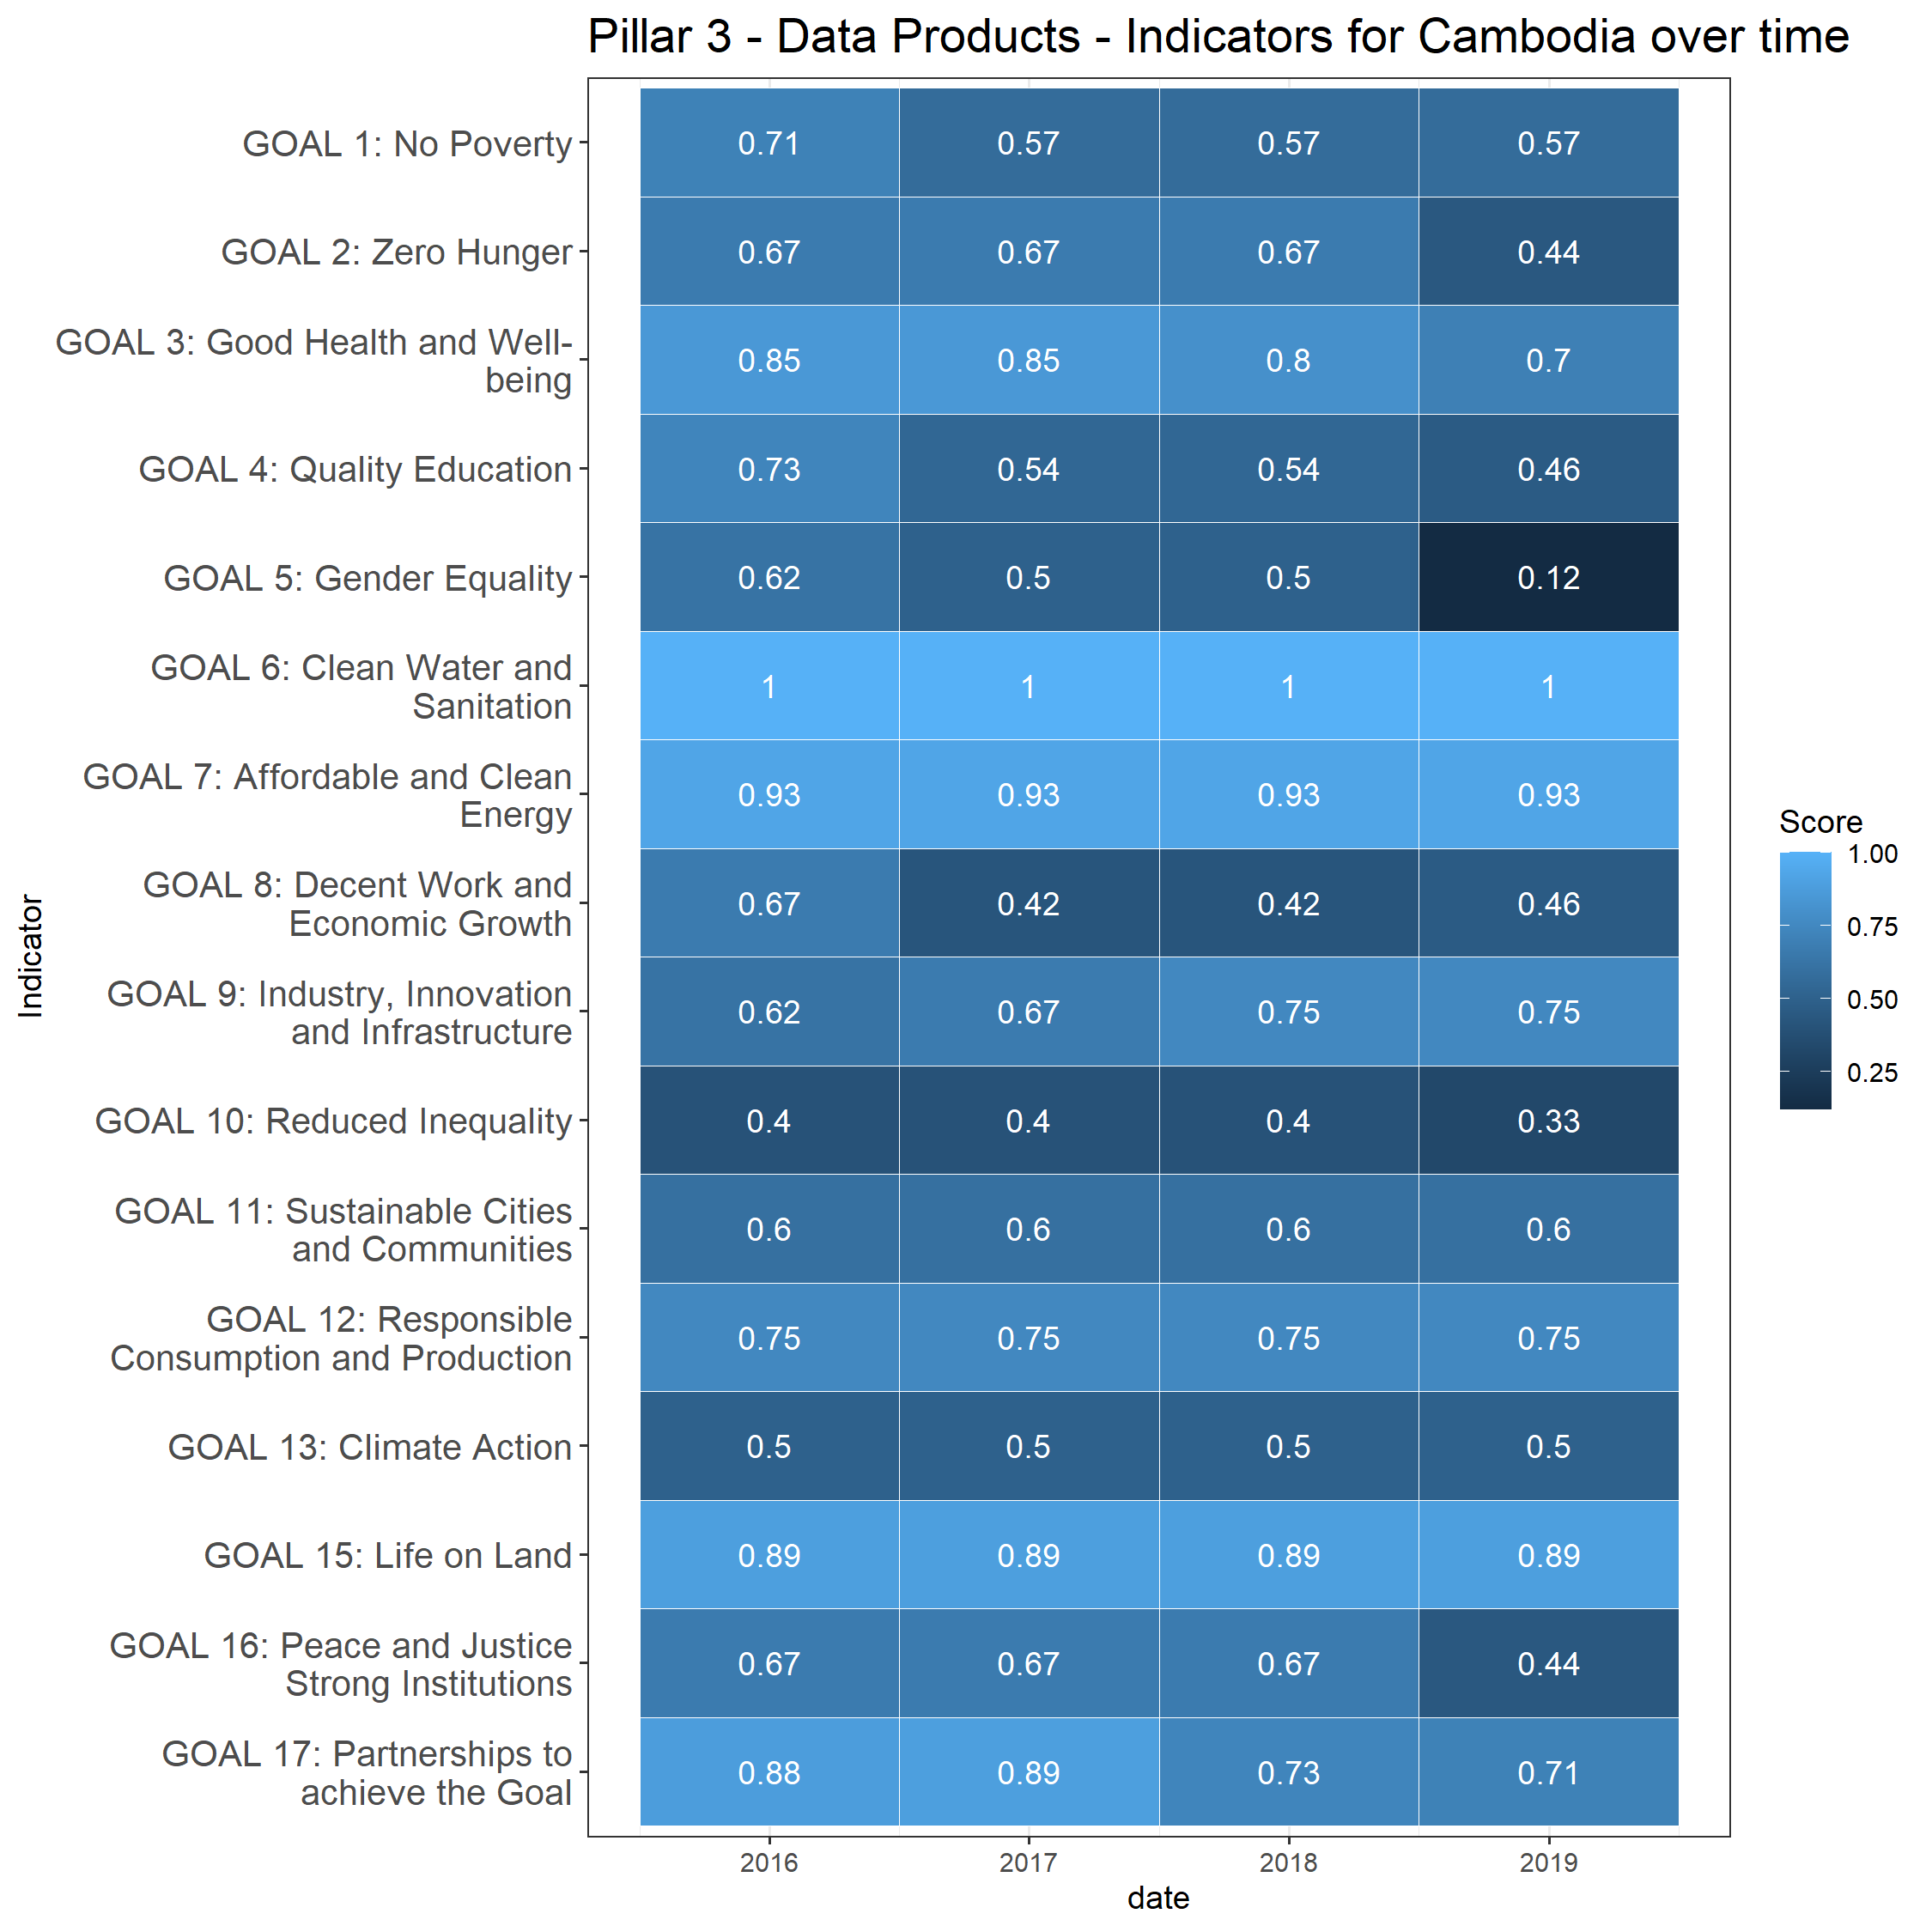 Pillar 3 - Data Products - Indicators for Cambodia over time
GOAL 1: No Poverty
0.71 0.57 0.57 0.57
GOAL 2: Zero Hunger
0.67 0.67 0.67 0.44
GOAL 3: Good Health and Well-
being
0.85 0.85 0.8 0.7
GOAL 4: Quality Education
0.73 0.54 0.54 0.46
GOAL 5: Gender Equality
0.62 0.5 0.5 0.12
GOAL 6: Clean Water and
Sanitation
1 1 1 1
GOAL 7: Affordable and Clean
Energy
0.93 0.93 0.93 0.93
GOAL 8: Decent Work and
Economic Growth
0.67 0.42 0.42 0.46
GOAL 9: Industry, Innovation
and Infrastructure
0.62 0.67 0.75 0.75
GOAL 10: Reduced Inequality
0.4 0.4 0.4 0.33
GOAL 11: Sustainable Cities
and Communities
0.6 0.6 0.6 0.6
GOAL 12: Responsible
Consumption and Production
0.75 0.75 0.75 0.75
GOAL 13: Climate Action
0.5 0.5 0.5 0.5
GOAL 15: Life on Land
0.89 0.89 0.89 0.89
GOAL 16: Peace and Justice
Strong Institutions
0.67 0.67 0.67 0.44
GOAL 17: Partnerships to
achieve the Goal
0.88 0.89 0.73 0.71
2016 2017 2018 2019
date
Indicator
Score
1.00
0.75
0.50
0.25